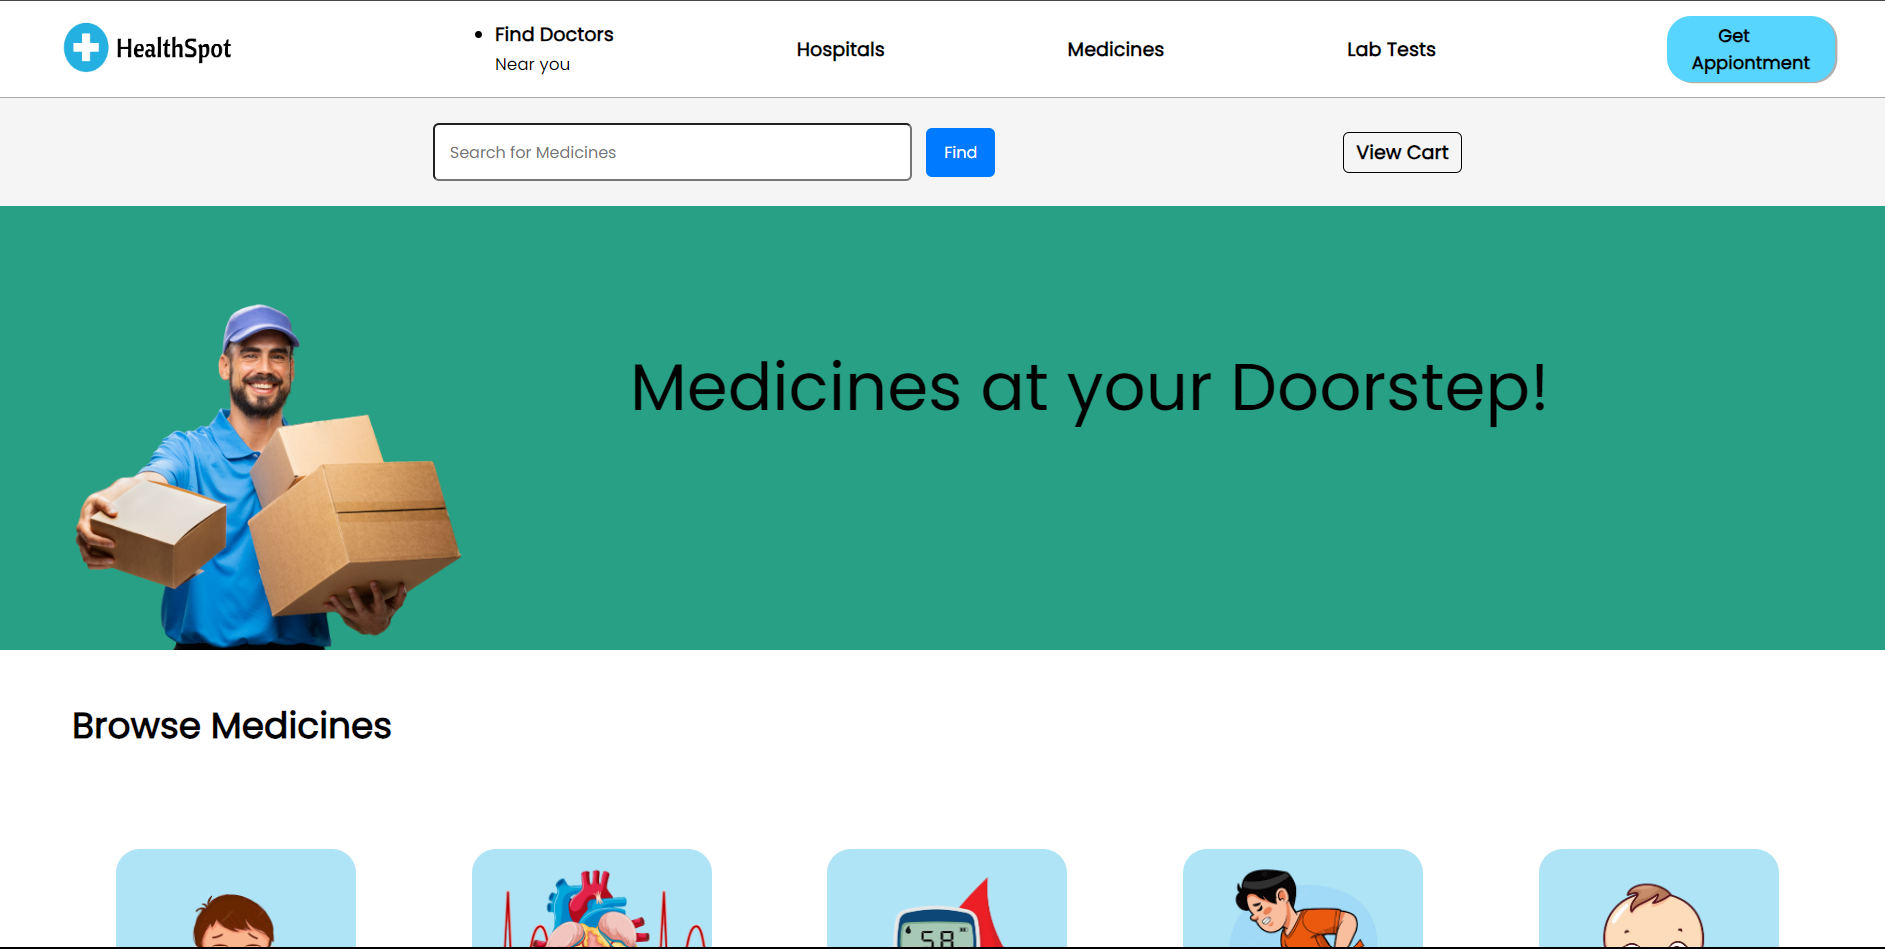 HealthSpot
Find Doctors
Near you
Hospitals
Medicines
Lab Tests
Get
Appiontment
Search for Medicines
Find
View Cart
Medicines at your Doorstep!
Browse Medicines
58